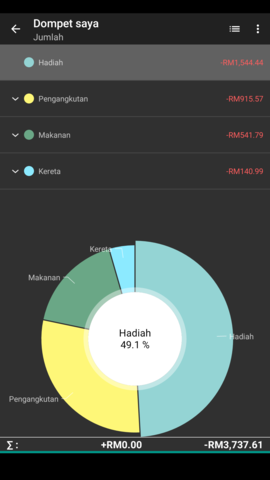 Dompet saya
Jumlah
Hadiah -RM1,544.44
Pengangkutan -RM915.57
Makanan -RM541.79
Kereta -RM140.99
Kereta
Makanan
Hadiah
49.1 %
Hadiah
Pengangkutan
Σ : +RM0.00 -RM3,737.61